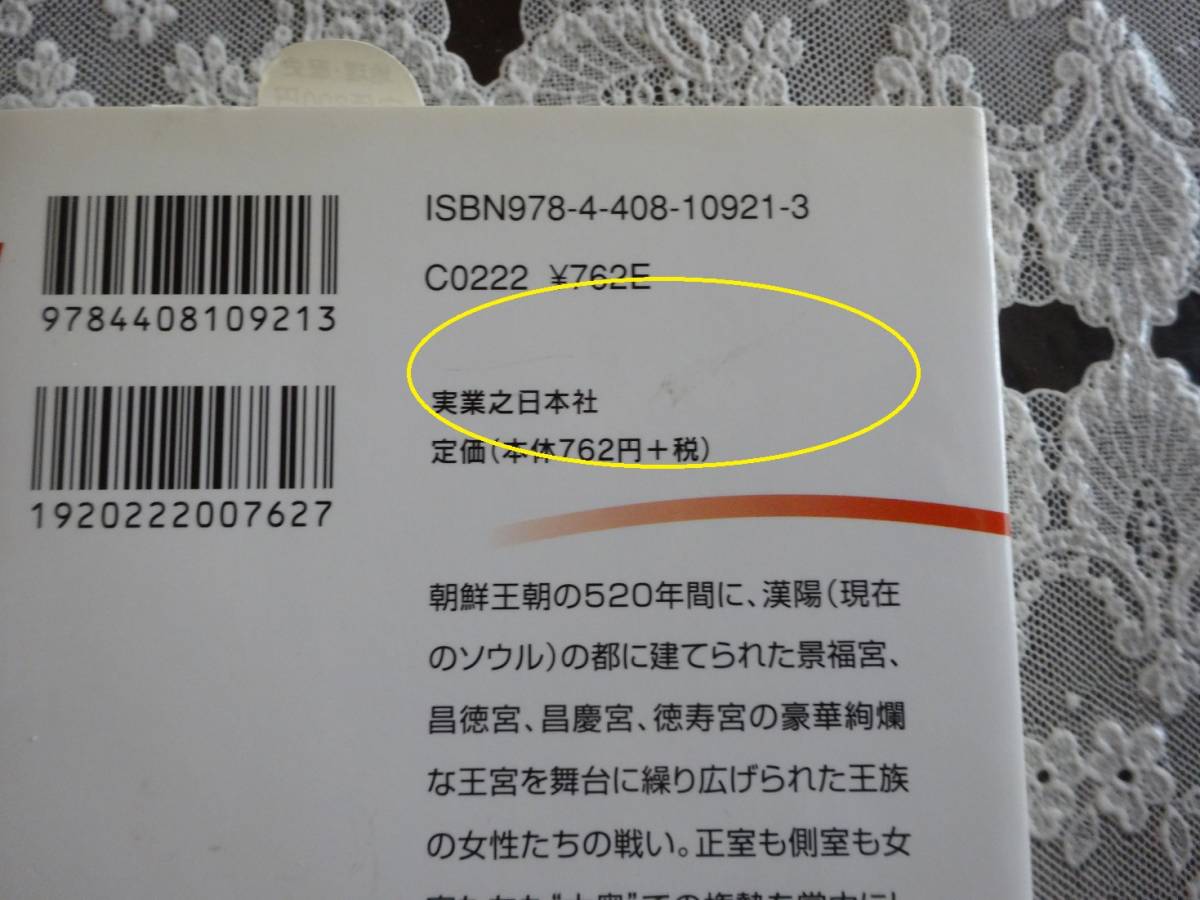 ISBN978-4-408-10921-3
C0222 ¥762E
9784408109213
実業之日本社
定価(本体762円+税)
1920222007627
朝鮮王朝の520年間に、漢陽(現在
のソウル)の都に建てられた景福宮、
昌徳宮、昌慶宮、徳寿宮の豪華絢爛
な王宮を舞台に繰り広げられた王族
の女性たちの戦い。正室も側室も女